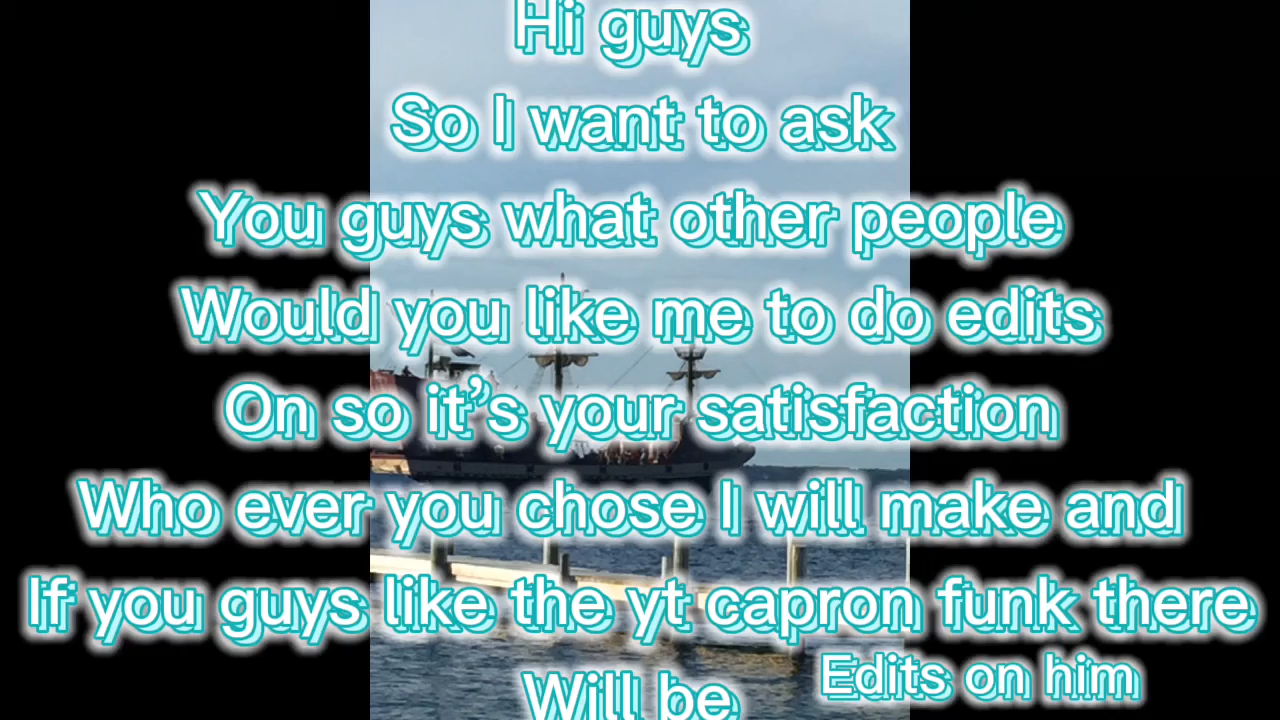 Hi guys
So I want to ask
You guys what other people
Would you like me to do edits
On so it's your satisfaction
Who ever you chose I will make and
If you guys like the yt capron funk there
Will be
Edits on him